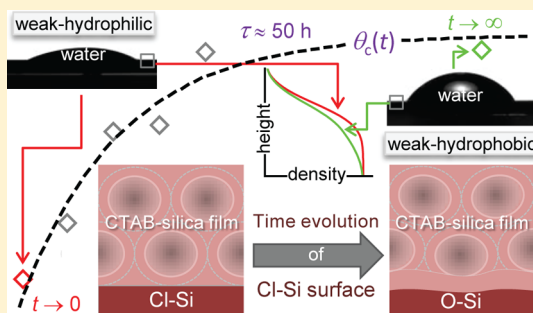 weak-hydrophilic
water
τ ≈ 50 h
θc(t)
t → ∞
water
weak-hydrophobic
height
density
CTAB-silica film
Cl-Si
t → 0
Time evolution
of
Cl-Si surface
CTAB-silica film
O-Si